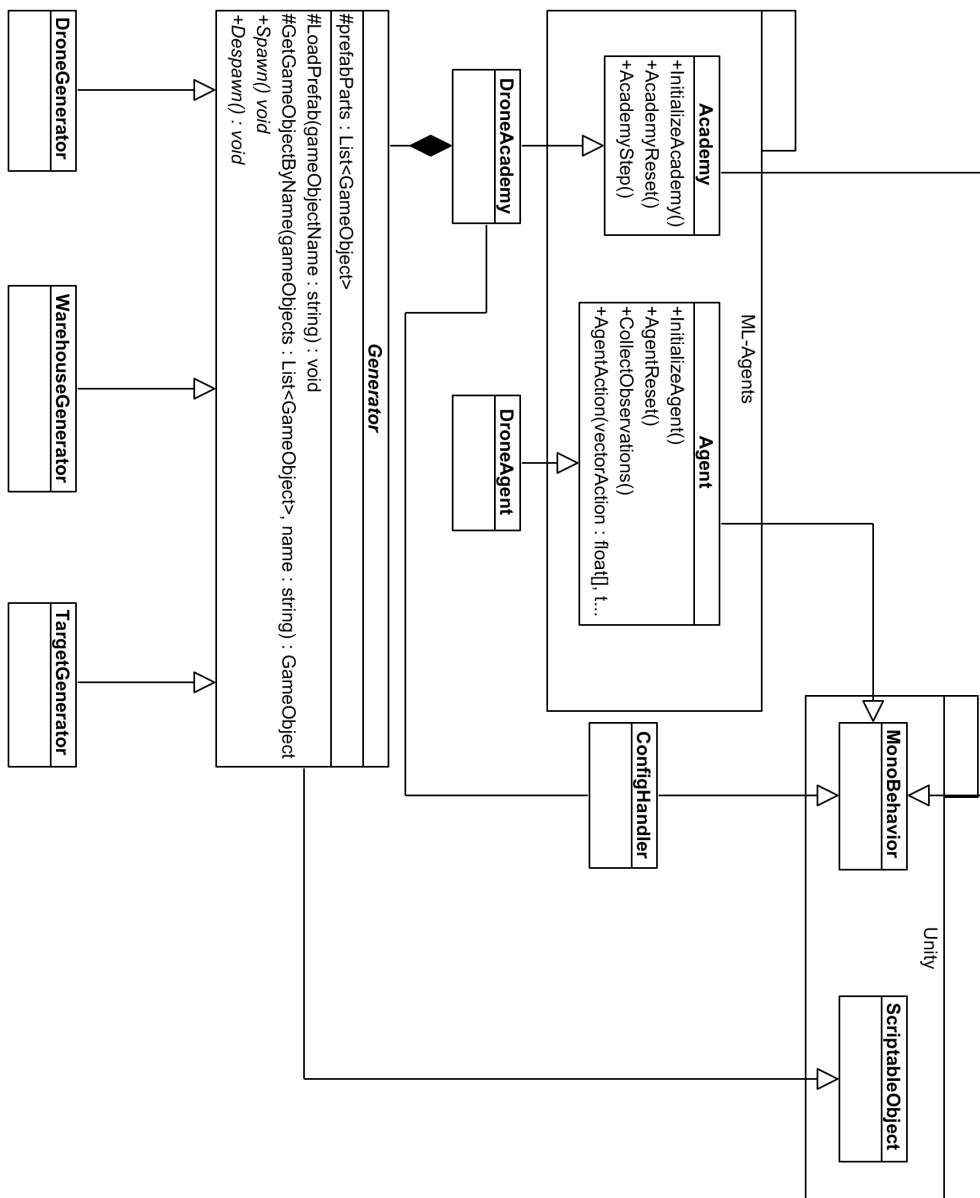 Unity
MonoBehavior
ScriptableObject
ML-Agents
Academy
+InitializeAcademy()
+AcademyReset()
+AcademyStep()
Agent
+InitializeAgent()
+AgentReset()
+CollectObservations()
+AgentAction(vectorAction : float[], t...
ConfigHandler
DroneAcademy
DroneAgent
Generator
#prefabParts : List<GameObject>
#LoadPrefab(gameObjectName : string) : void
#GetGameObjectByName(gameObjects : List<GameObject>, name : string) : GameObject
+Spawn() void
+Despawn() : void
DroneGenerator
WarehouseGenerator
TargetGenerator